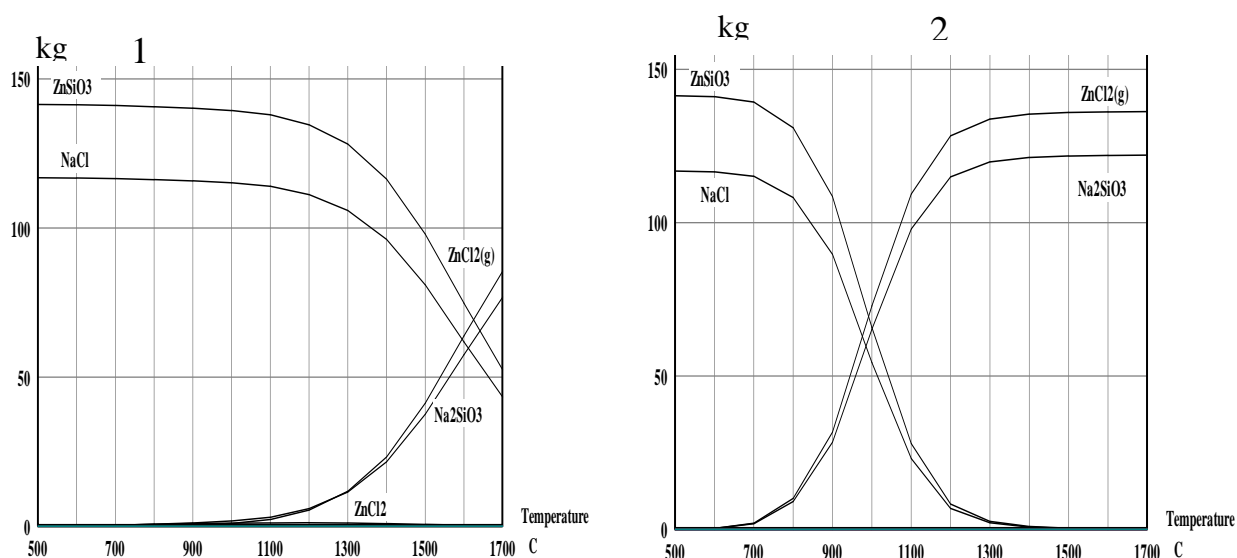 kg 1
150
ZnSiO3
NaCl
100
ZnCl2(g)
50
Na2SiO3
ZnCl2
0
Temperature
500 700 900 1100 1300 1500 1700 C
kg 2
150
ZnSiO3
ZnCl2(g)
NaCl
Na2SiO3
100
50
0
Temperature
500 700 900 1100 1300 1500 1700 C